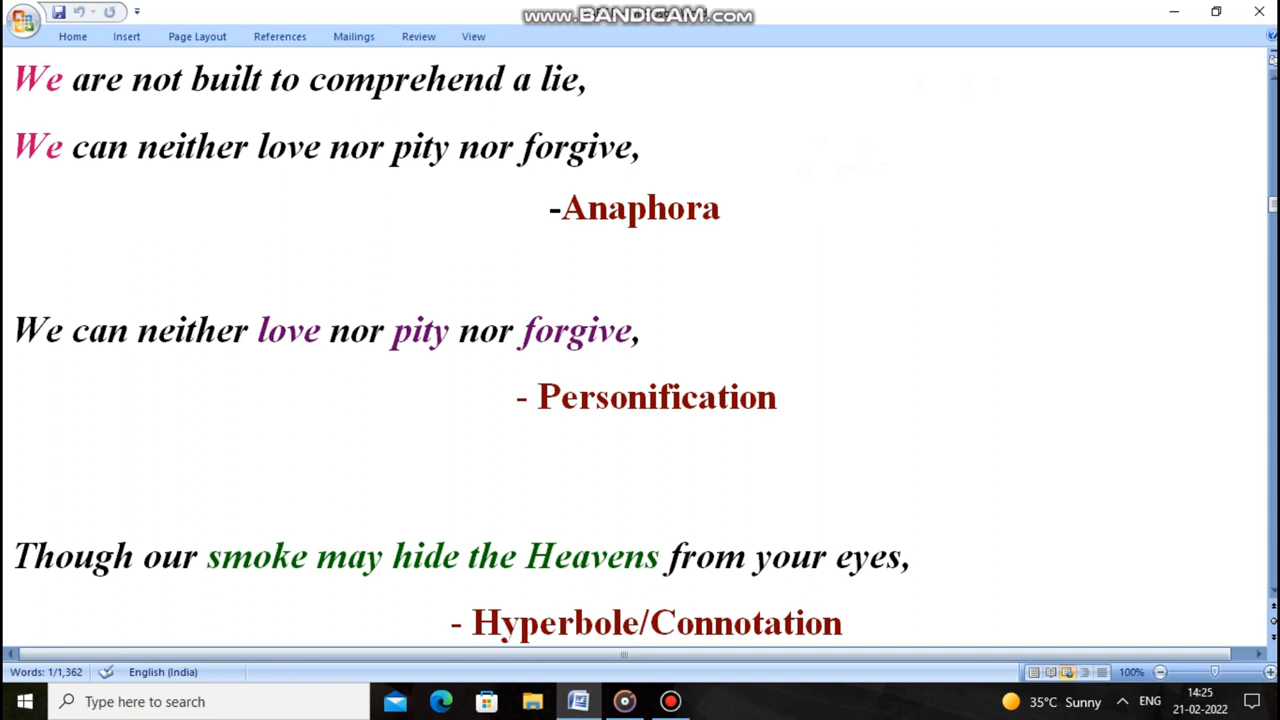 www.BANDICAM.com
Home Insert Page Layout References Mailings Review View
We are not built to comprehend a lie,
We can neither love nor pity nor forgive,
-Anaphora
We can neither love nor pity nor forgive,
- Personification
Though our smoke may hide the Heavens from your eyes,
- Hyperbole/Connotation
Words: 1/1,362 English (India) 100%
Type here to search 35°C Sunny ENG 14:25
21-02-2022